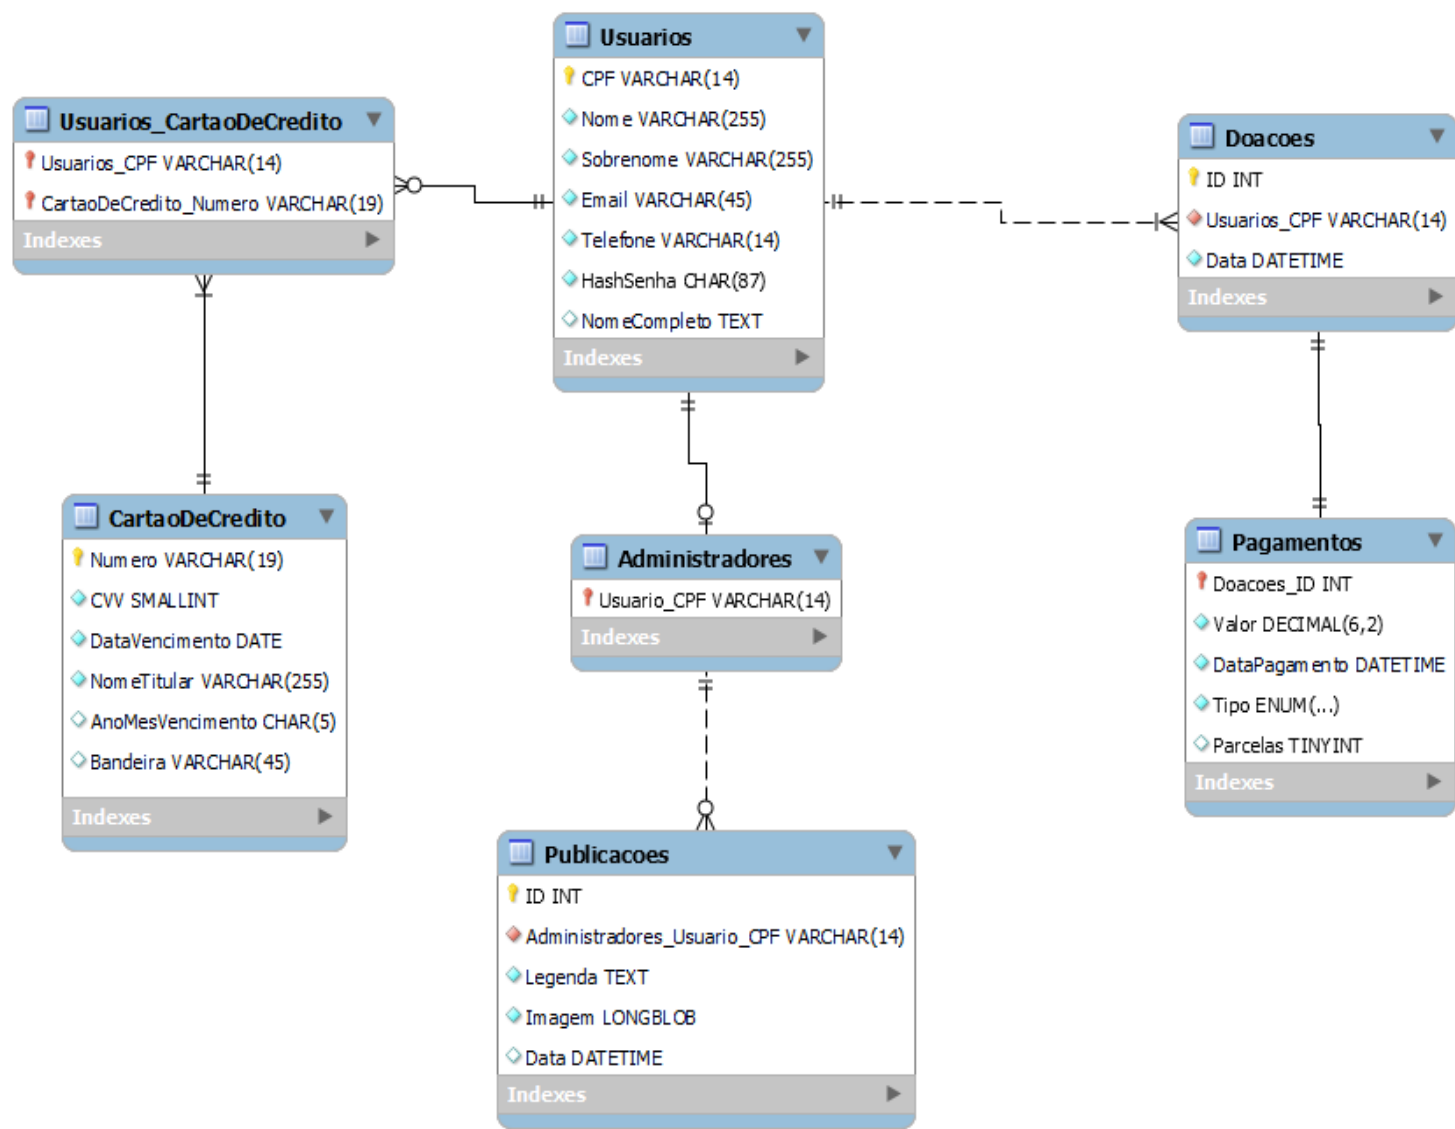 Usuarios
CPF VARCHAR(14)
Nome VARCHAR(255)
Sobrenome VARCHAR(255)
Email VARCHAR(45)
Telefone VARCHAR(14)
HashSenha CHAR(87)
NomeCompleto TEXT
Indexes
Usuarios_CartaoDeCredito
Usuarios_CPF VARCHAR(14)
CartaoDeCredito_Numero VARCHAR(19)
Indexes
Doacoes
ID INT
Usuarios_CPF VARCHAR(14)
Data DATETIME
Indexes
CartaoDeCredito
Numero VARCHAR(19)
CVV SMALLINT
DataVencimento DATE
NomeTitular VARCHAR(255)
AnoMesVencimento CHAR(5)
Bandeira VARCHAR(45)
Indexes
Administradores
Usuario_CPF VARCHAR(14)
Indexes
Pagamentos
Doacoes_ID INT
Valor DECIMAL(6,2)
DataPagamento DATETIME
Tipo ENUM(...)
Parcelas TINYINT
Indexes
Publicacoes
ID INT
Administradores_Usuario_CPF VARCHAR(14)
Legenda TEXT
Imagem LONGBLOB
Data DATETIME
Indexes